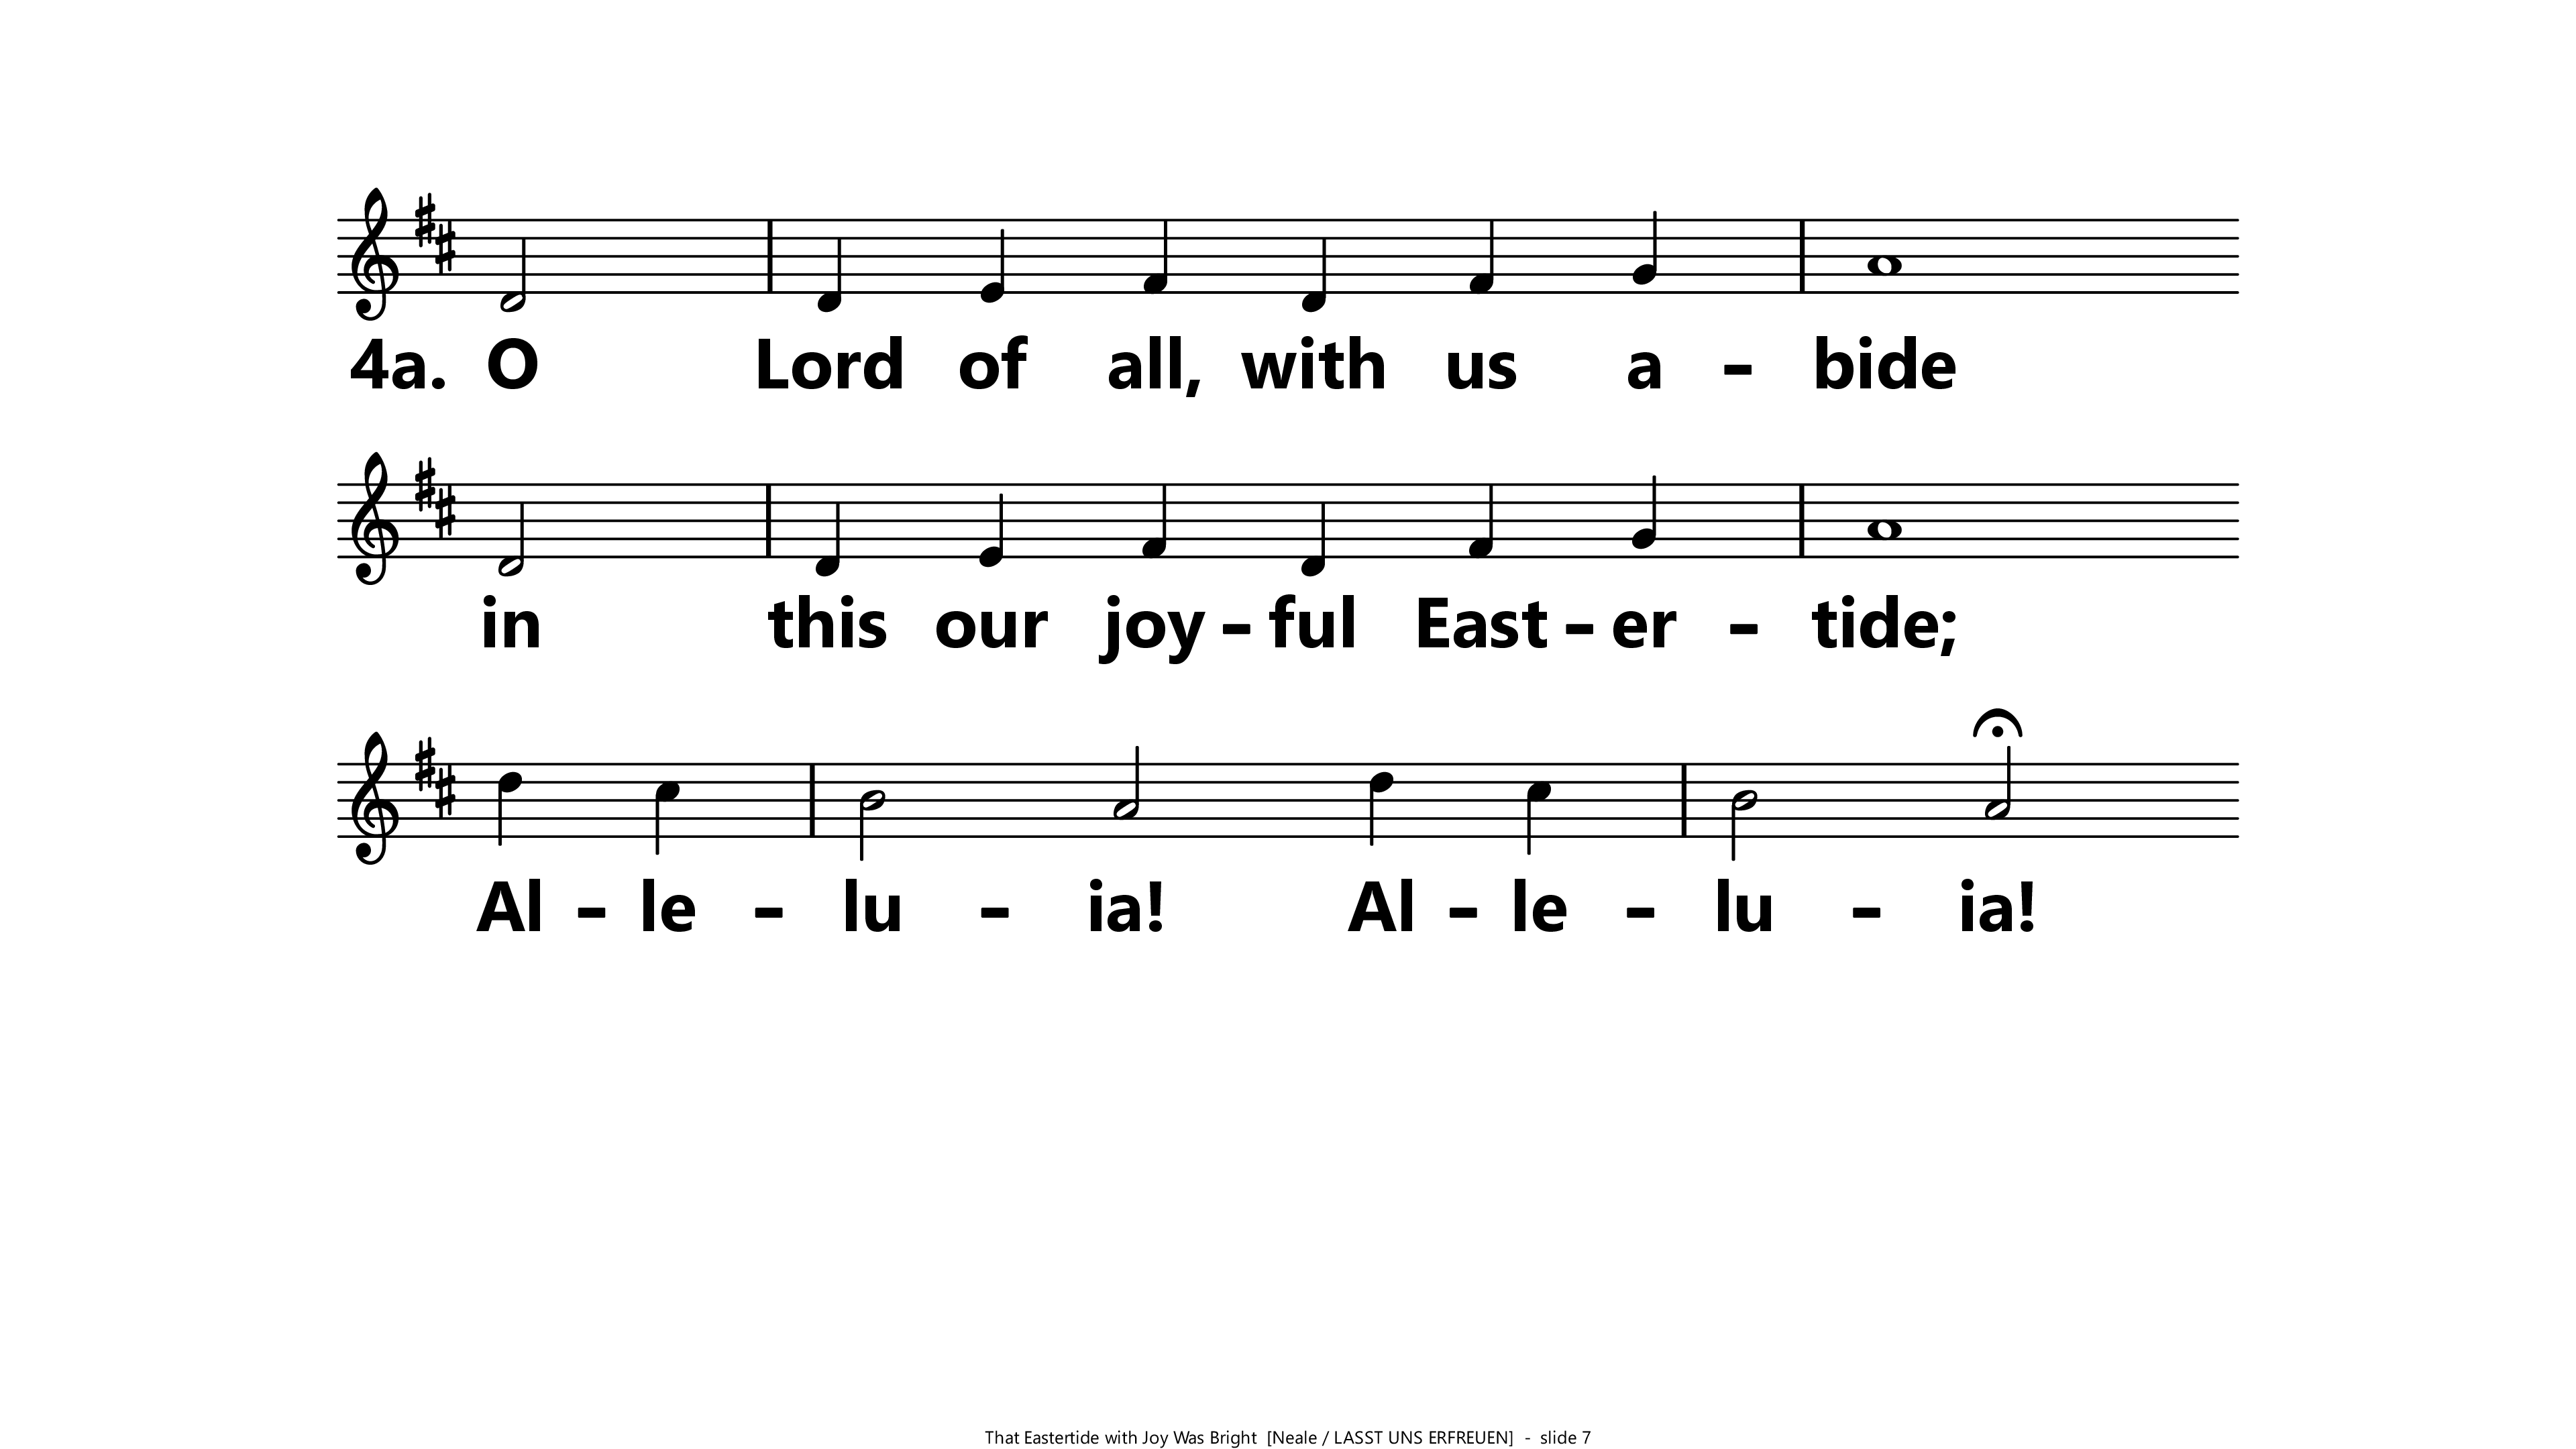 4a. O Lord of all, with us a - bide
in this our joy - ful East - er - tide;
Al - le - lu - ia! Al - le - lu - ia!
That Eastertide with Joy Was Bright [Neale / LASST UNS ERFREUEN] - slide 7